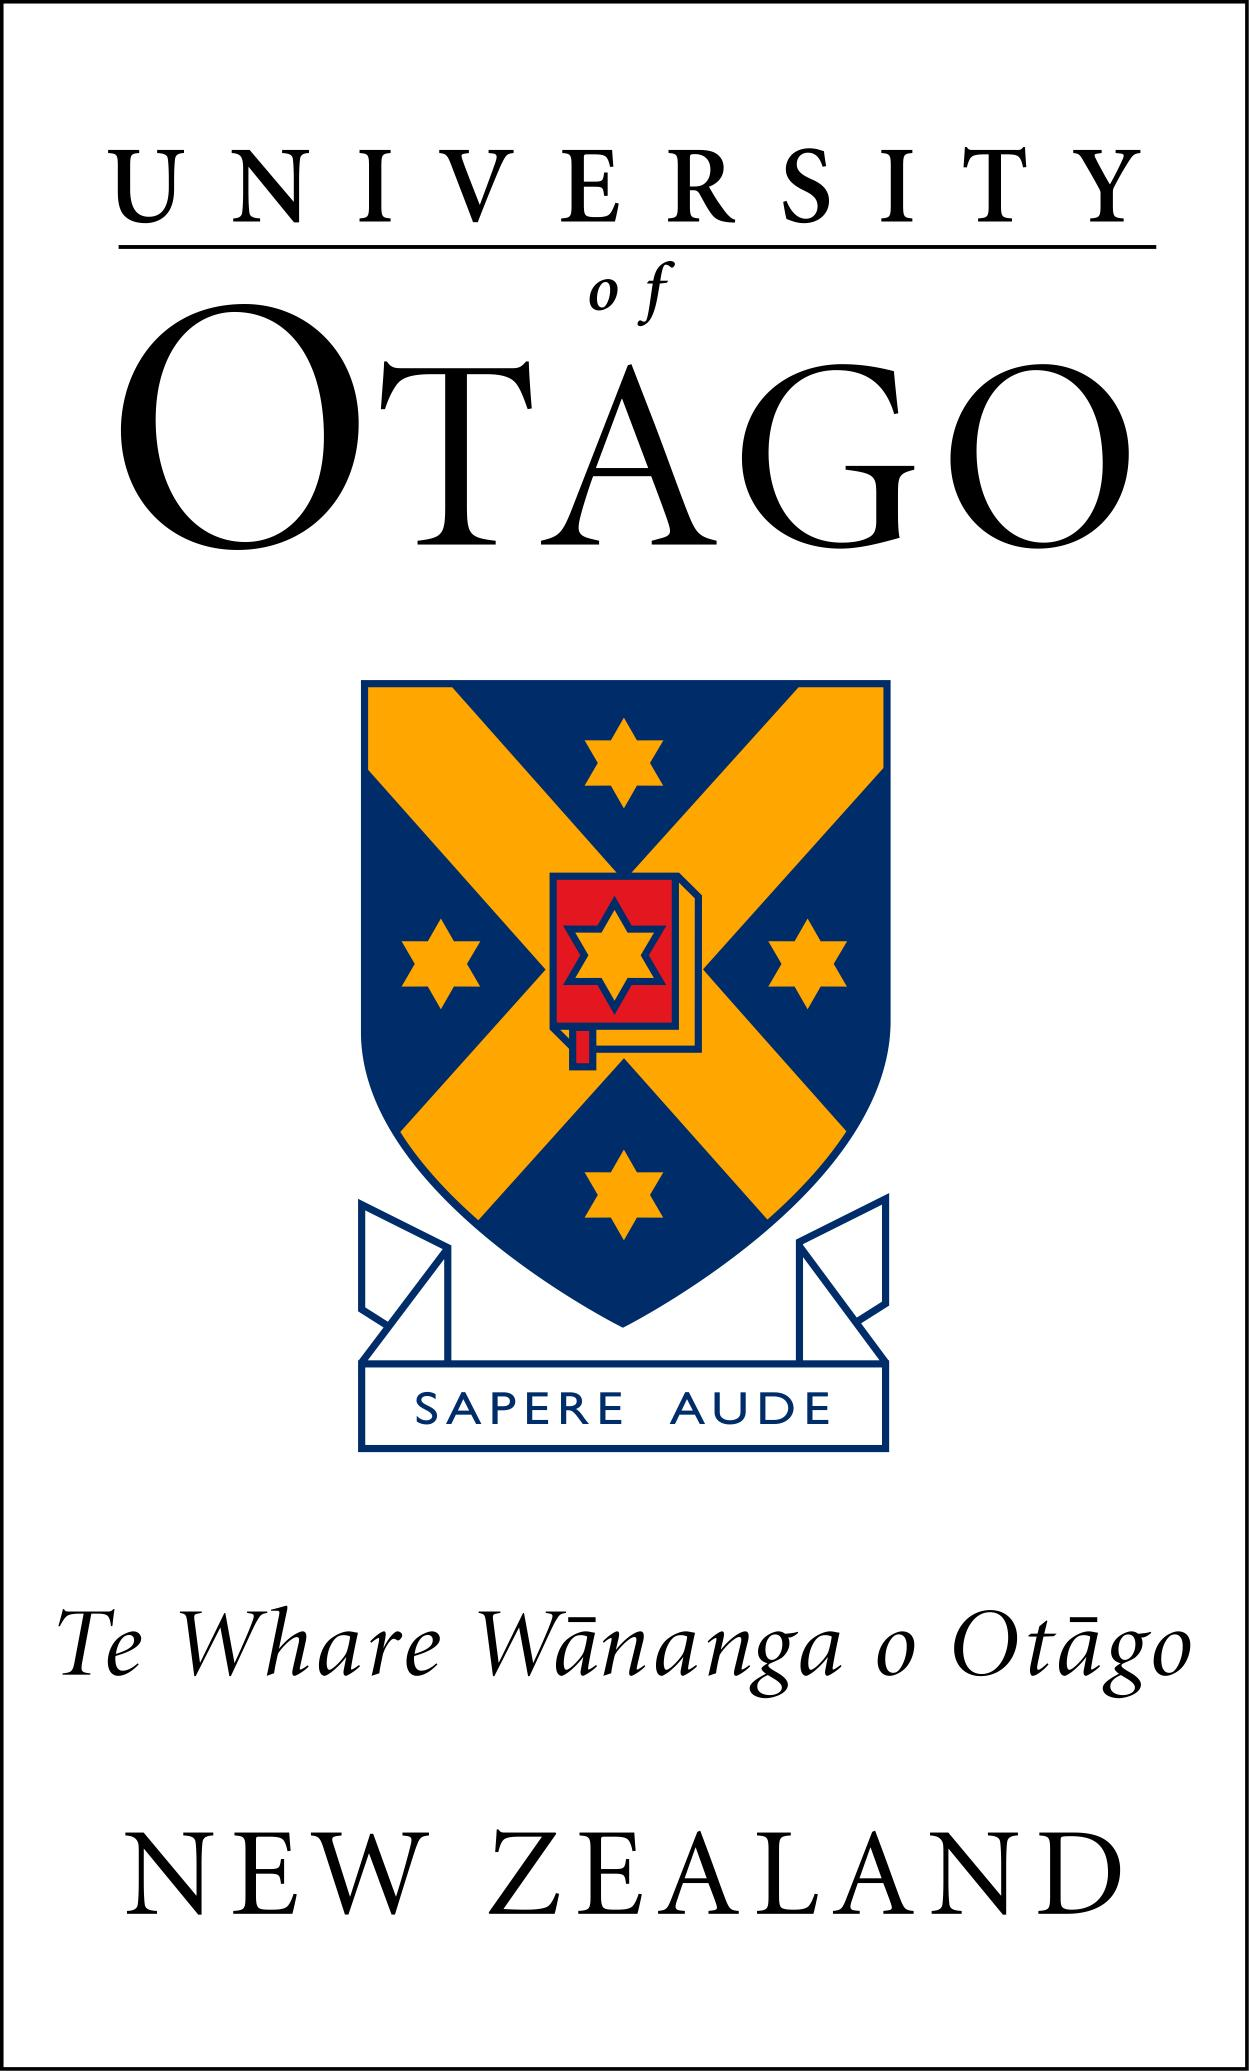 UNIVERSITY
of
OTAGO
SAPERE AUDE
Te Whare Wānanga o Otāgo
NEW ZEALAND